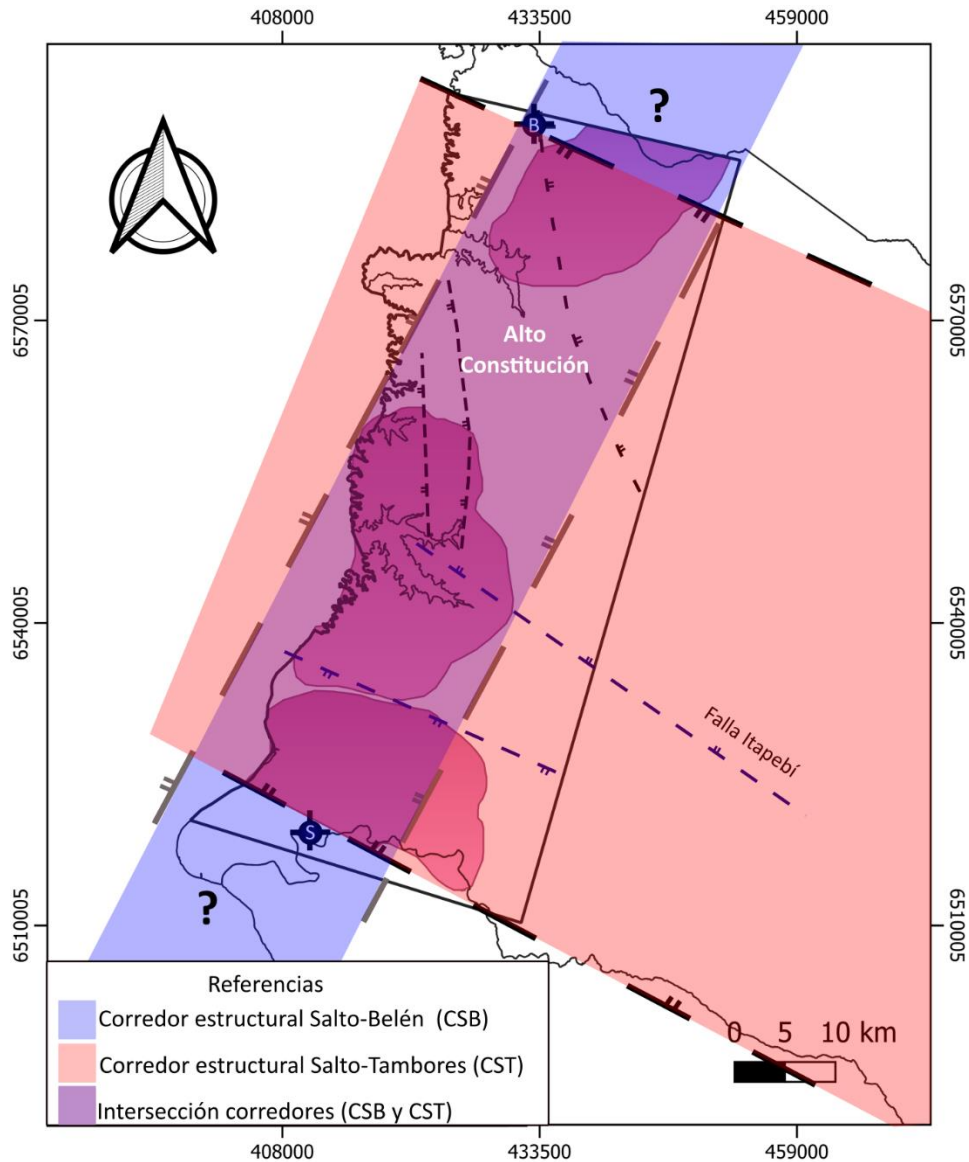 408000 433500 459000
?
B
6570005 6570005
Alto
Constitución
6540005 6540005
Falla Itapebí
S
?
6510005 6510005
Referencias
Corredor estructural Salto-Belén (CSB)
Corredor estructural Salto-Tambores (CST)
Intersección corredores (CSB y CST)
0 5 10 km
408000 433500 459000